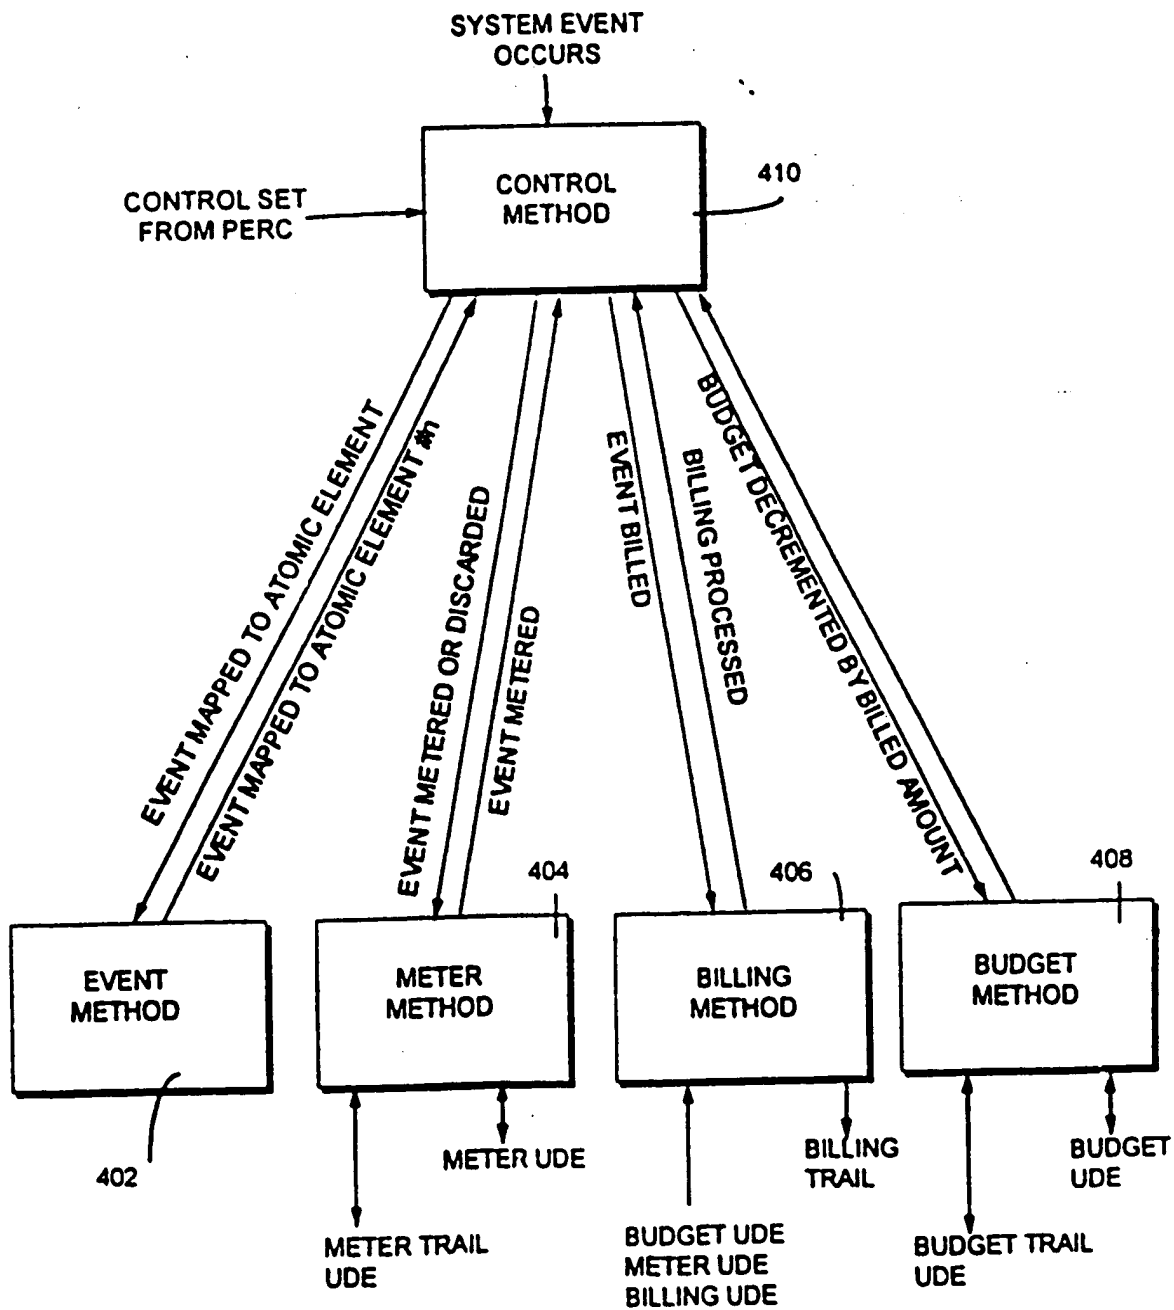 SYSTEM EVENT
OCCURS
CONTROL
METHOD
410
CONTROL SET
FROM PERC
EVENT MAPPED TO ATOMIC ELEMENT
EVENT MAPPED TO ATOMIC ELEMENT #n
EVENT METERED OR DISCARDED
EVENT METERED
EVENT BILLED
BILLING PROCESSED
BUDGET DECREMENTED BY BILLED AMOUNT
404
406
408
EVENT
METHOD
METER
METHOD
BILLING
METHOD
BUDGET
METHOD
402
METER UDE
BILLING
TRAIL
BUDGET
UDE
METER TRAIL
UDE
BUDGET UDE
METER UDE
BILLING UDE
BUDGET TRAIL
UDE